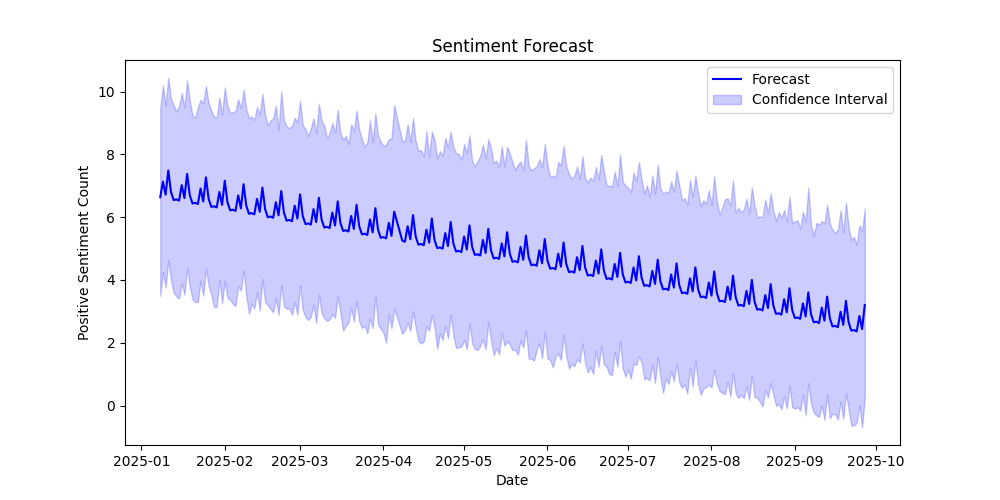 Sentiment Forecast
Forecast
Confidence Interval
Positive Sentiment Count
10
8
6
4
2
0
2025-01 2025-02 2025-03 2025-04 2025-05 2025-06 2025-07 2025-08 2025-09 2025-10
Date